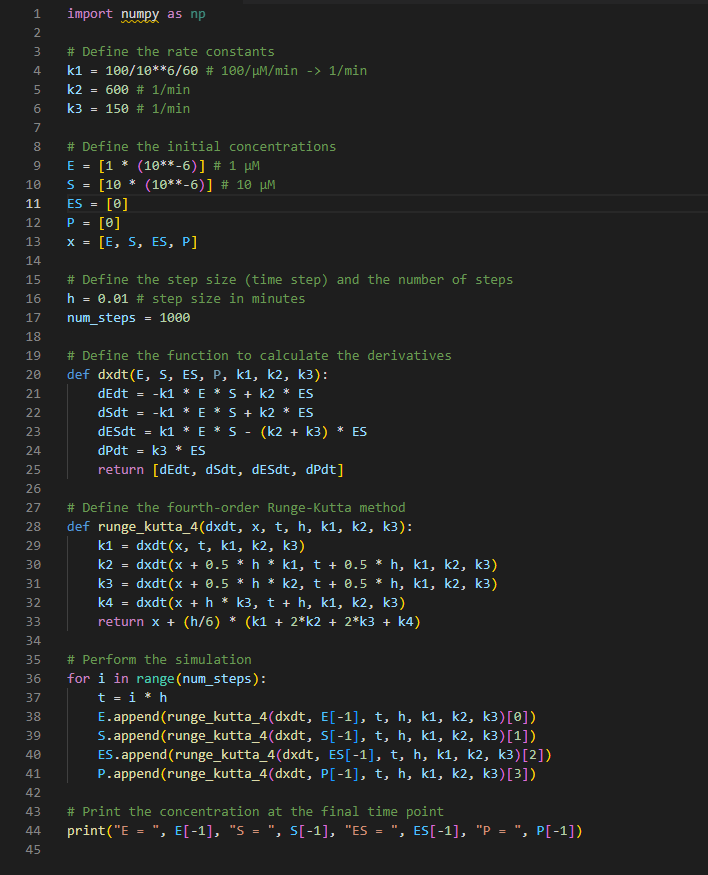 1 import numpy as np
2
3 # Define the rate constants
4 k1 = 100/10**6/60 # 100/μM/min -> 1/min
5 k2 = 600 # 1/min
6 k3 = 150 # 1/min
7
8 # Define the initial concentrations
9 E = [1 * (10**-6)] # 1 μM
10 S = [10 * (10**-6)] # 10 μM
11 ES = [0]
12 P = [0]
13 x = [E, S, ES, P]
14
15 # Define the step size (time step) and the number of steps
16 h = 0.01 # step size in minutes
17 num_steps = 1000
18
19 # Define the function to calculate the derivatives
20 def dxdt(E, S, ES, P, k1, k2, k3):
21     dEdt = -k1 * E * S + k2 * ES
22     dSdt = -k1 * E * S + k2 * ES
23     dESdt = k1 * E * S - (k2 + k3) * ES
24     dPdt = k3 * ES
25     return [dEdt, dSdt, dESdt, dPdt]
26
27 # Define the fourth-order Runge-Kutta method
28 def runge_kutta_4(dxdt, x, t, h, k1, k2, k3):
29     k1 = dxdt(x, t, k1, k2, k3)
30     k2 = dxdt(x + 0.5 * h * k1, t + 0.5 * h, k1, k2, k3)
31     k3 = dxdt(x + 0.5 * h * k2, t + 0.5 * h, k1, k2, k3)
32     k4 = dxdt(x + h * k3, t + h, k1, k2, k3)
33     return x + (h/6) * (k1 + 2*k2 + 2*k3 + k4)
34
35 # Perform the simulation
36 for i in range(num_steps):
37     t = i * h
38     E.append(runge_kutta_4(dxdt, E[-1], t, h, k1, k2, k3)[0])
39     S.append(runge_kutta_4(dxdt, S[-1], t, h, k1, k2, k3)[1])
40     ES.append(runge_kutta_4(dxdt, ES[-1], t, h, k1, k2, k3)[2])
41     P.append(runge_kutta_4(dxdt, P[-1], t, h, k1, k2, k3)[3])
42
43 # Print the concentration at the final time point
44 print("E = ", E[-1], "S = ", S[-1], "ES = ", ES[-1], "P = ", P[-1])
45